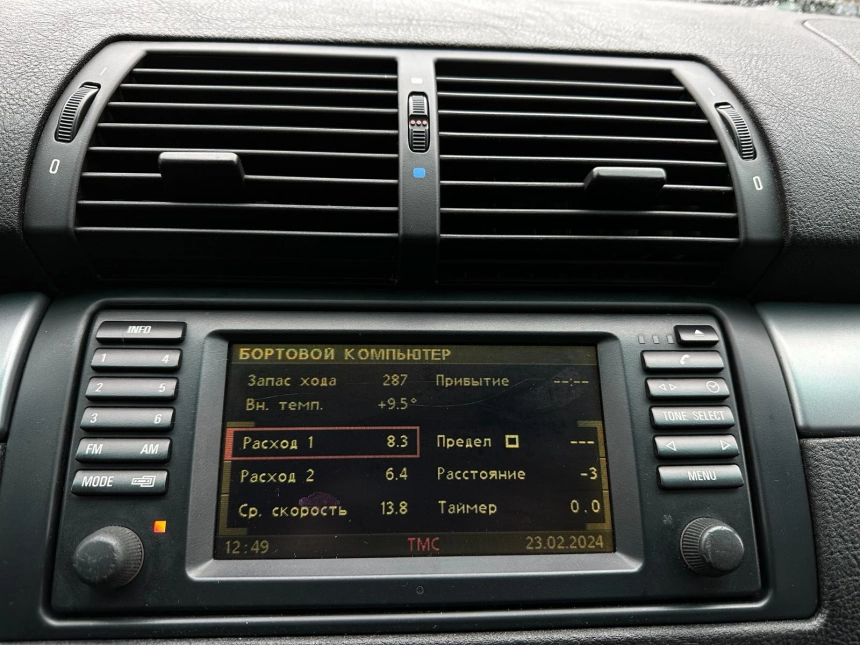 0
0
INFO
1 4
2 5
3 6
FM AM
MODE
БОРТОВОЙ КОМПЬЮТЕР
Запас хода 287 Прибытие --:--
Вн. темп. +9.5°
Расход 1 8.3 Предел ---
Расход 2 6.4 Расстояние -3
Ср. скорость 13.8 Таймер 0.0
12:49 TMC 23.02.2024
TONE SELECT
MENU